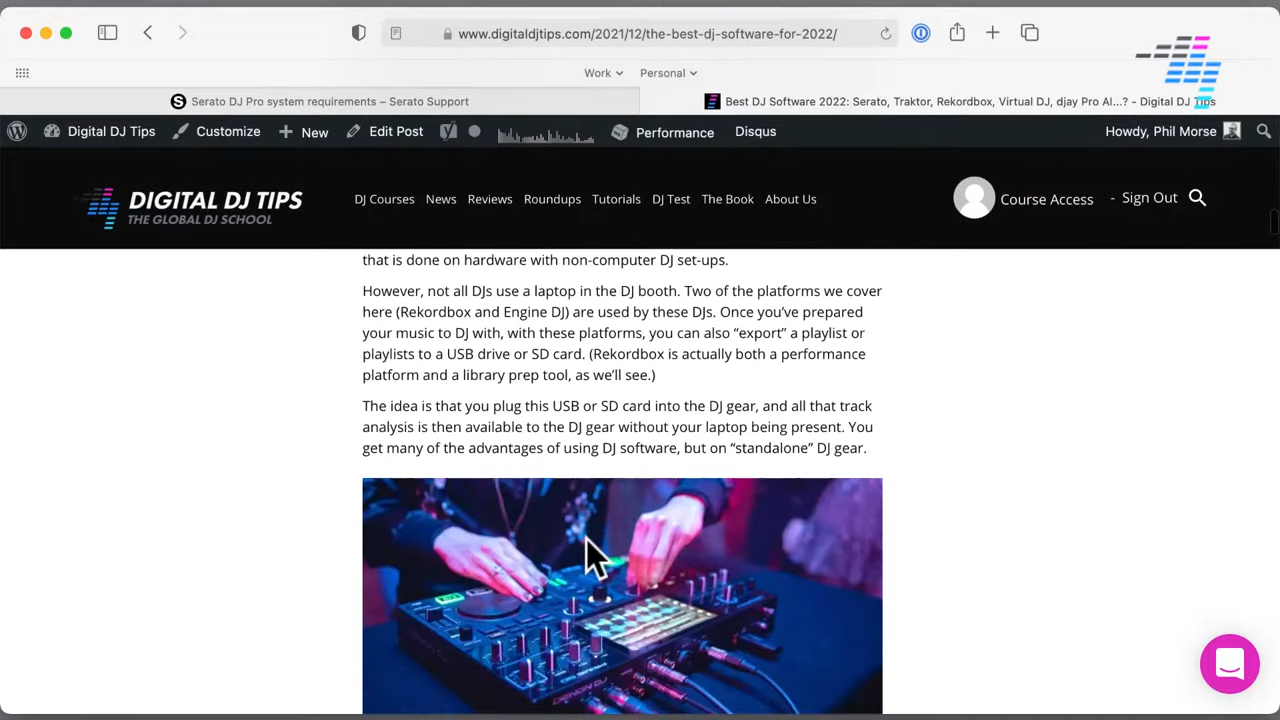 www.digitaldjtips.com/2021/12/the-best-dj-software-for-2022/
Work Personal
Serato DJ Pro system requirements – Serato Support
Best DJ Software 2022: Serato, Traktor, Rekordbox, Virtual DJ, djay Pro AI...? - Digital DJ Tips
Digital DJ Tips Customize New Edit Post Performance Disqus Howdy, Phil Morse
DIGITAL DJ TIPS
THE GLOBAL DJ SCHOOL
DJ Courses News Reviews Roundups Tutorials DJ Test The Book About Us Course Access - Sign Out
that is done on hardware with non-computer DJ set-ups.
However, not all DJs use a laptop in the DJ booth. Two of the platforms we cover
here (Rekordbox and Engine DJ) are used by these DJs. Once you’ve prepared
your music to DJ with, with these platforms, you can also “export” a playlist or
playlists to a USB drive or SD card. (Rekordbox is actually both a performance
platform and a library prep tool, as we’ll see.)
The idea is that you plug this USB or SD card into the DJ gear, and all that track
analysis is then available to the DJ gear without your laptop being present. You
get many of the advantages of using DJ software, but on “standalone” DJ gear.
DENON DJ